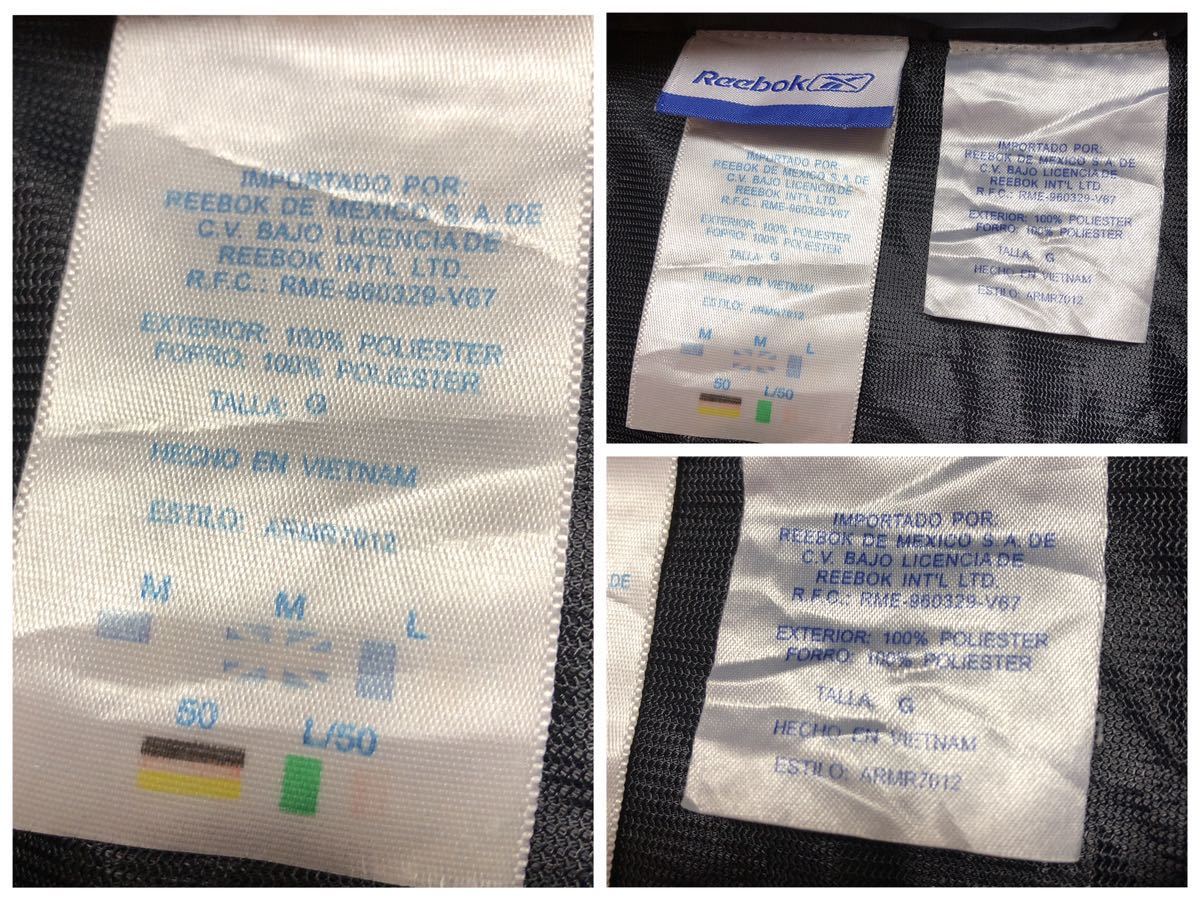 IMPORTADO POR:
REEBOK DE MEXICO S. A. DE
C.V. BAJO LICENCIA DE
REEBOK INT'L LTD.
R.F.C.: RME-960329-V67
EXTERIOR: 100% POLIESTER
FORRO: 100% POLIESTER
TALLA: G
HECHO EN VIETNAM
ESTILO: ARMR7012
M M L
50 L/50
Reebok
IMPORTADO POR:
REEBOK DE MEXICO S. A. DE
C.V. BAJO LICENCIA DE
REEBOK INT'L LTD.
R.F.C.: RME-960329-V67
EXTERIOR: 100% POLIESTER
FORRO: 100% POLIESTER
TALLA: G
HECHO EN VIETNAM
ESTILO: ARMR7012
M M L
50 L/50
IMPORTADO POR:
REEBOK DE MEXICO S. A. DE
C.V. BAJO LICENCIA DE
REEBOK INT'L LTD.
R.F.C.: RME-960329-V67
EXTERIOR: 100% POLIESTER
FORRO: 100% POLIESTER
TALLA: G
HECHO EN VIETNAM
ESTILO: ARMR7012
DE
IMPORTADO POR:
REEBOK DE MEXICO S. A. DE
C.V. BAJO LICENCIA DE
REEBOK INT'L LTD.
R.F.C.: RME-960329-V67
EXTERIOR: 100% POLIESTER
FORRO: 100% POLIESTER
TALLA: G
HECHO EN VIETNAM
ESTILO: ARMR7012